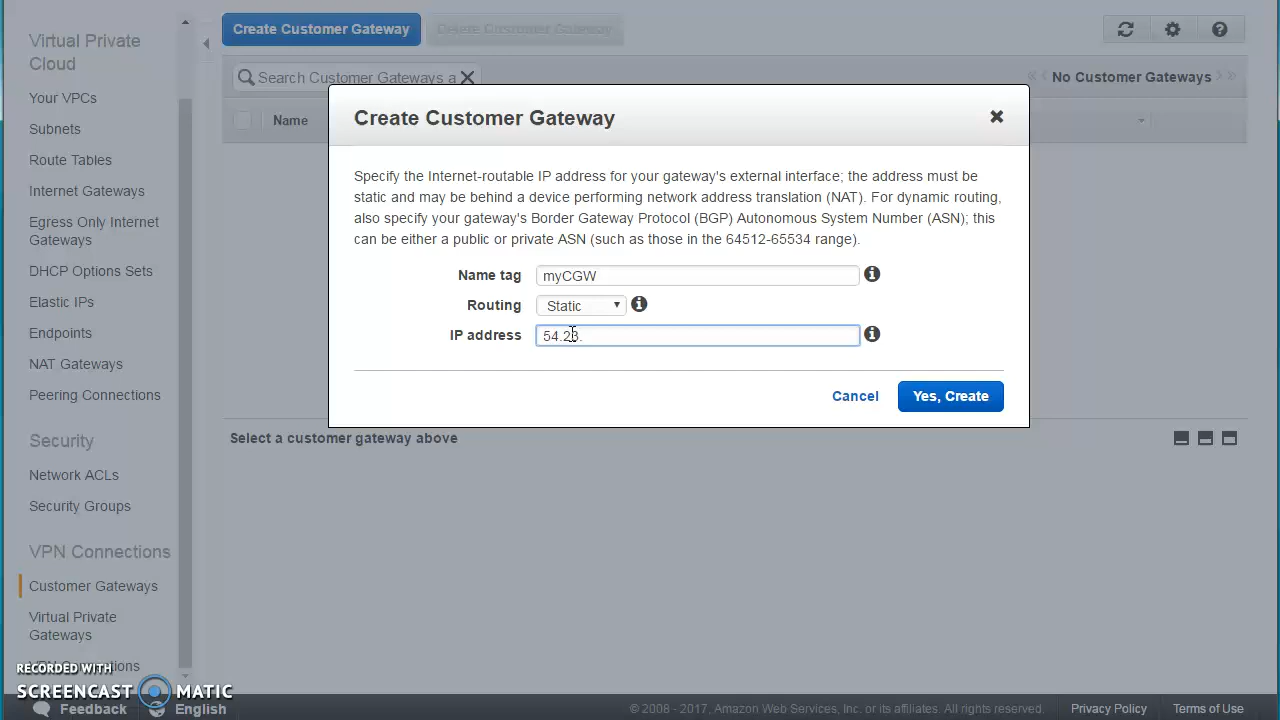 Virtual Private
Cloud
Your VPCs
Subnets
Route Tables
Internet Gateways
Egress Only Internet
Gateways
DHCP Options Sets
Elastic IPs
Endpoints
NAT Gateways
Peering Connections
Security
Network ACLs
Security Groups
VPN Connections
Customer Gateways
Virtual Private
Gateways
Create Customer Gateway
Delete Customer Gateway
Search Customer Gateways a
No Customer Gateways
Name
Create Customer Gateway
Specify the Internet-routable IP address for your gateway's external interface; the address must be
static and may be behind a device performing network address translation (NAT). For dynamic routing,
also specify your gateway's Border Gateway Protocol (BGP) Autonomous System Number (ASN); this
can be either a public or private ASN (such as those in the 64512-65534 range).
Name tag myCGW
Routing Static
IP address 54.23.
Cancel Yes, Create
Select a customer gateway above
RECORDED WITH
SCREENCAST MATIC
Feedback English
© 2008 - 2017, Amazon Web Services, Inc. or its affiliates. All rights reserved. Privacy Policy Terms of Use